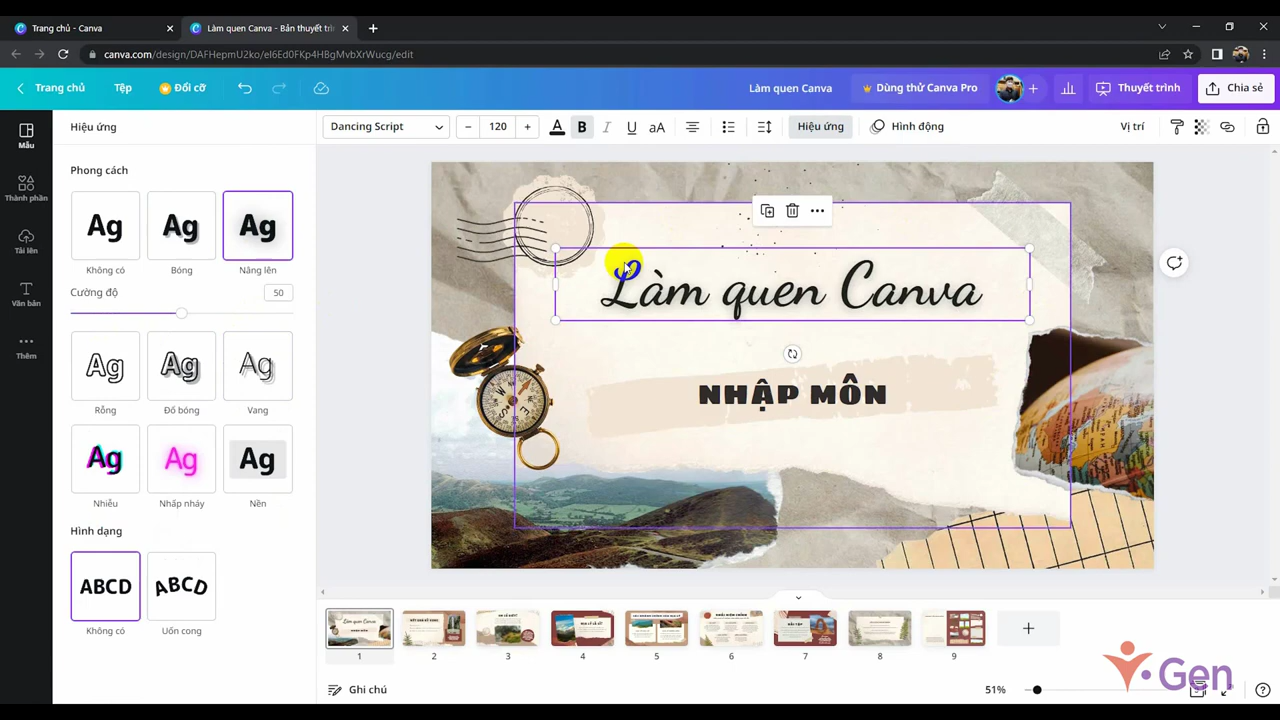 Trang chủ - Canva
Làm quen Canva - Bản thuyết trì
canva.com/design/DAFHepmU2ko/eI6Ed0FKp4HBgMvbXrWucg/edit
Trang chủ
Tệp
Đổi cỡ
Làm quen Canva
Dùng thử Canva Pro
Thuyết trình
Chia sẻ
Mẫu
Thành phần
Tải lên
Văn bản
Thêm
Hiệu ứng
Dancing Script
120
A
B
I
U
aA
Hiệu ứng
Hình động
Vị trí
Phong cách
Ag
Ag
Ag
Không có
Bóng
Nâng lên
Cường độ
50
Ag
Ag
Ag
Rỗng
Đổ bóng
Vang
Ag
Ag
Ag
Nhiễu
Nhấp nháy
Nền
Hình dạng
ABCD
ABCD
Không có
Uốn cong
Làm quen Canva
NHẬP MÔN
1
2
3
4
5
6
7
8
9
Ghi chú
51%
Gen